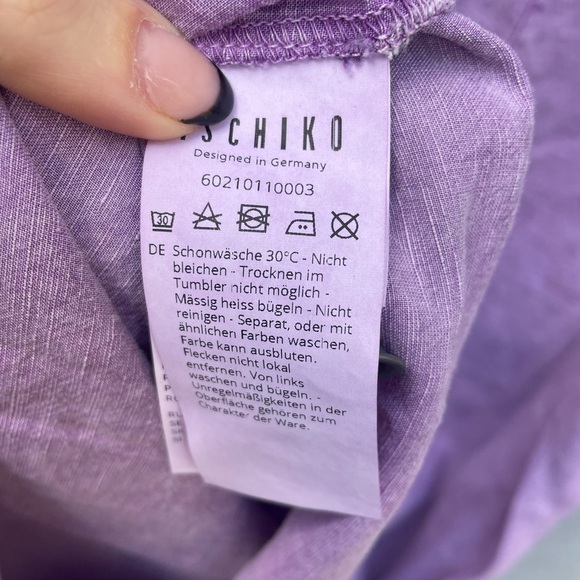 SCHIKO
Designed in Germany
60210110003
30
DE Schonwäsche 30°C - Nicht
bleichen - Trocknen im
Tumbler nicht möglich -
Mässig heiss bügeln - Nicht
reinigen - Separat, oder mit
ähnlichen Farben waschen,
Farbe kann ausbluten.
Flecken nicht lokal
entfernen. Von links
waschen und bügeln. -
Unregelmäßigkeiten in der
Oberfläche gehören zum
Charakter der Ware.